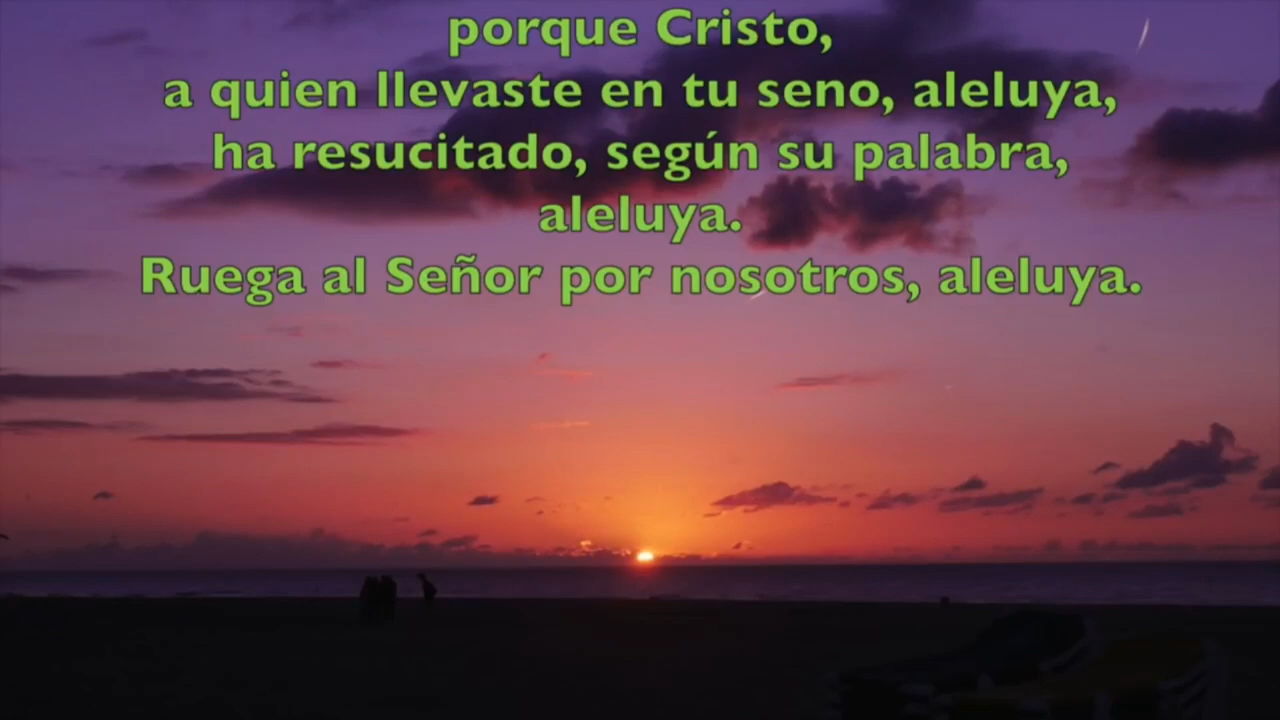 porque Cristo,
a quien llevaste en tu seno, aleluya,
ha resucitado, según su palabra,
aleluya.
Ruega al Señor por nosotros, aleluya.